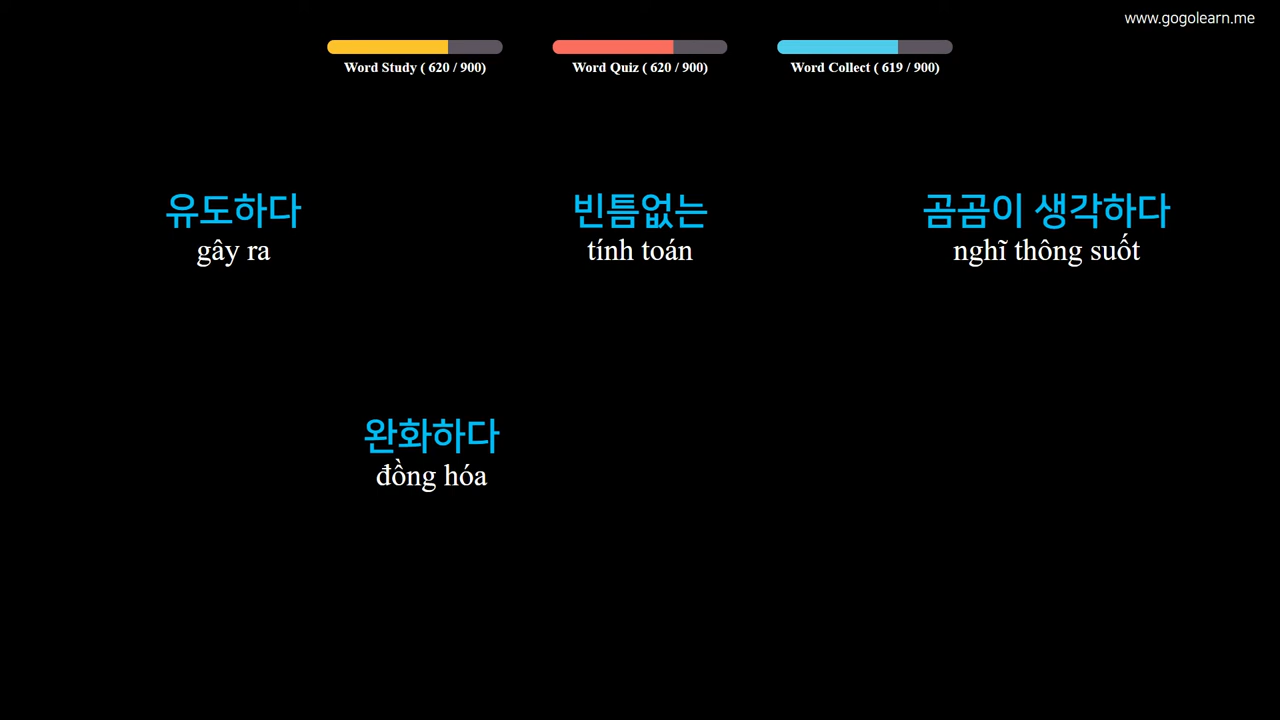 www.gogolearn.me
Word Study ( 620 / 900)
Word Quiz ( 620 / 900)
Word Collect ( 619 / 900)
유도하다
gây ra
빈틈없는
tính toán
곰곰이 생각하다
nghĩ thông suốt
완화하다
đồng hóa